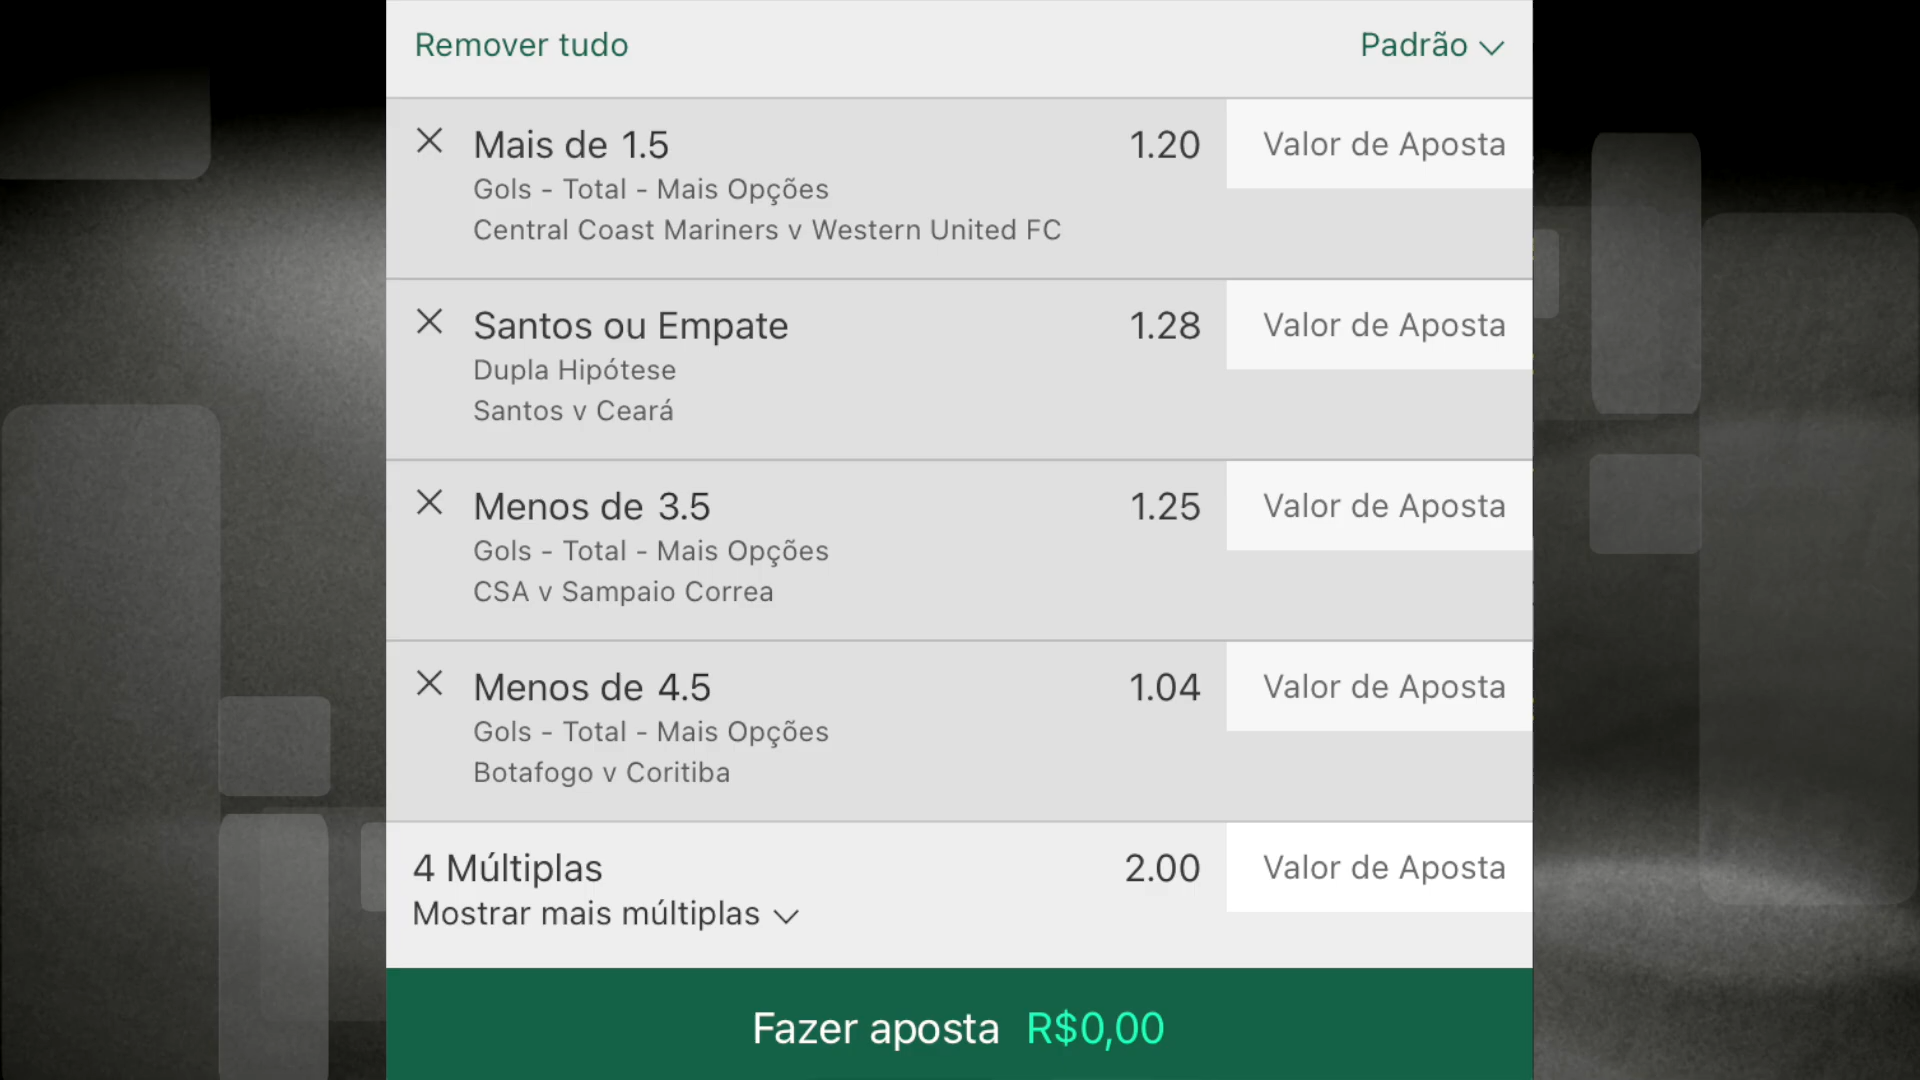 Remover tudo
Padrão
Mais de 1.5
1.20
Valor de Aposta
Gols - Total - Mais Opções
Central Coast Mariners v Western United FC
Santos ou Empate
1.28
Valor de Aposta
Dupla Hipótese
Santos v Ceará
Menos de 3.5
1.25
Valor de Aposta
Gols - Total - Mais Opções
CSA v Sampaio Correa
Menos de 4.5
1.04
Valor de Aposta
Gols - Total - Mais Opções
Botafogo v Coritiba
4 Múltiplas
2.00
Valor de Aposta
Mostrar mais múltiplas
Fazer aposta R$0,00